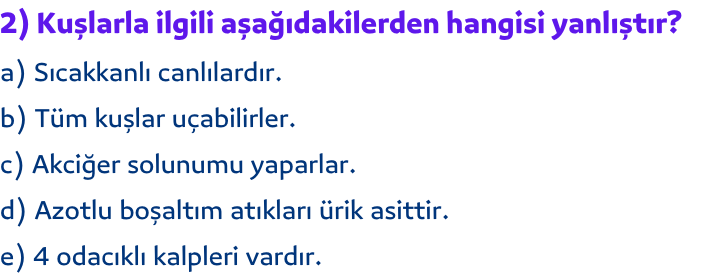 2) Kuşlarla ilgili aşağıdakilerden hangisi yanlıştır?
a) Sıcakkanlı canlılardır.
b) Tüm kuşlar uçabilirler.
c) Akciğer solunumu yaparlar.
d) Azotlu boşaltım atıkları ürik asittir.
e) 4 odacıklı kalpleri vardır.